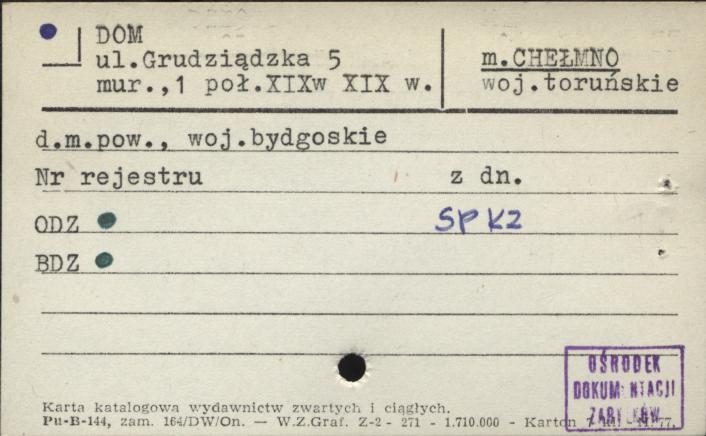 DOM
ul.Grudziądzka 5
mur.,1 poł.XIXw XIX w.
m.CHEŁMNO
woj.toruńskie
d.m.pow., woj.bydgoskie
Nr rejestru z dn.
ODZ SPKZ
BDZ
OŚRODEK
DOKUMENTACJI
ZABYTKÓW
Karta katalogowa wydawnictw zwartych i ciągłych.
Pu-B-144, zam. 164/DW/On. — W.Z.Graf. Z-2 - 271 - 1.710.000 - Karton 77.